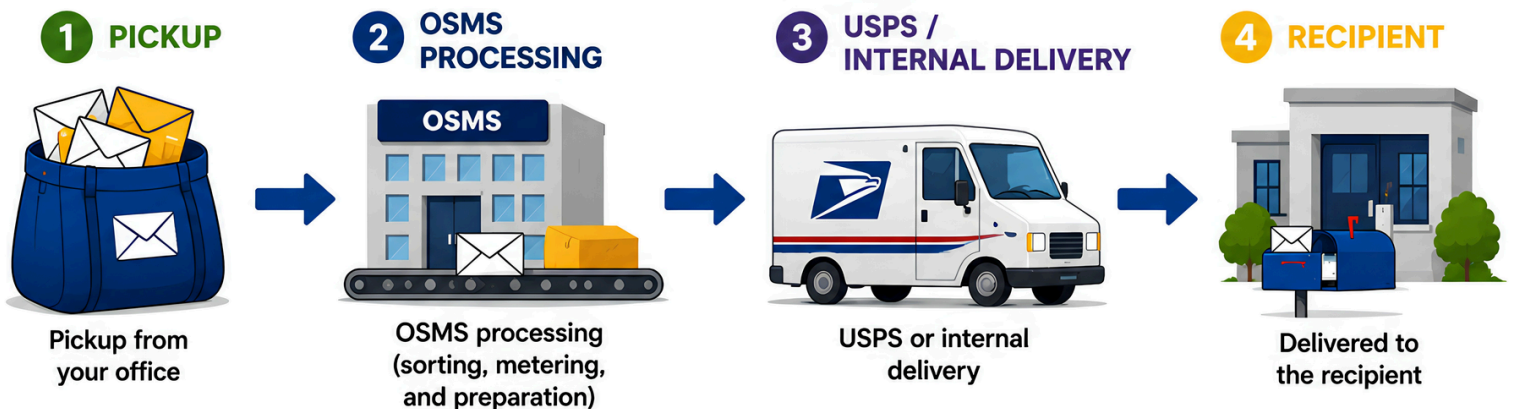 1 PICKUP
2 OSMS
PROCESSING
3 USPS /
INTERNAL DELIVERY
4 RECIPIENT
OSMS
Pickup from
your office
OSMS processing
(sorting, metering,
and preparation)
USPS or internal
delivery
Delivered to
the recipient